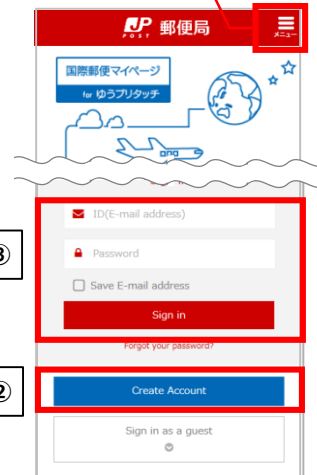 JP POST 郵便局
メニュー
国際郵便マイページ
for ゆうプリタッチ
ID(E-mail address)
③
Password
Save E-mail address
Sign in
Forgot your password?
②
Create Account
Sign in as a guest